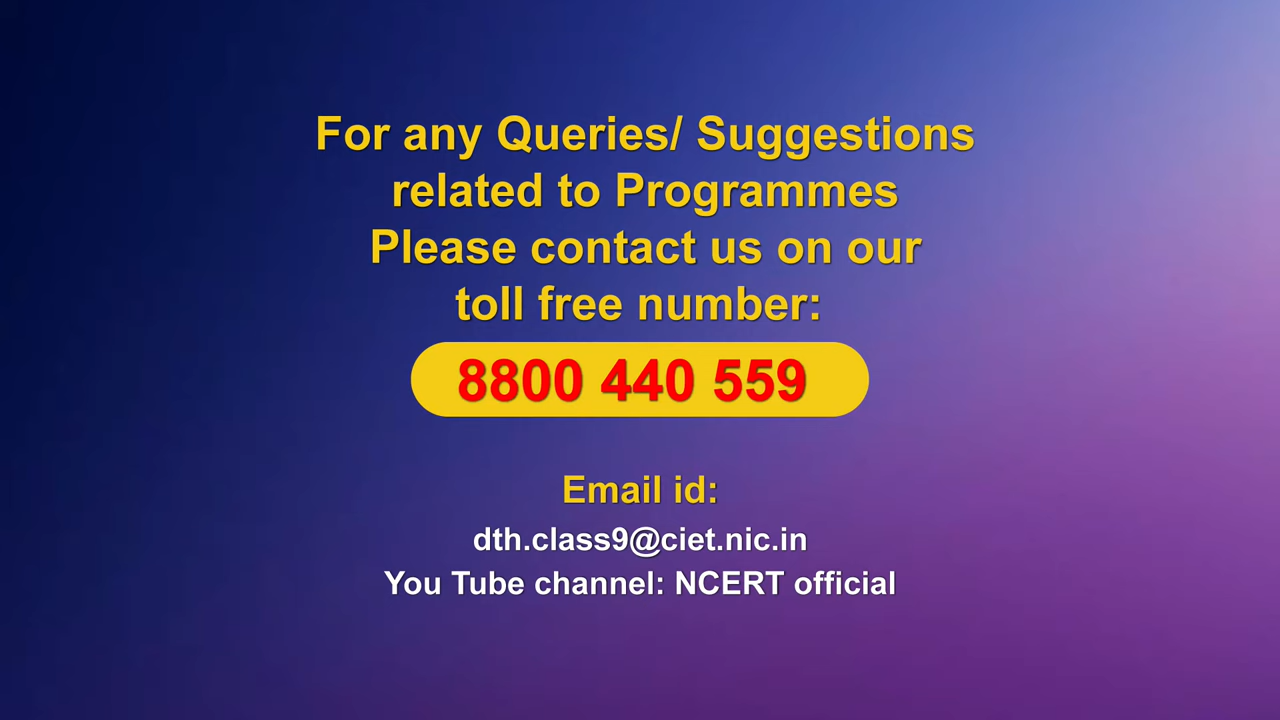 For any Queries/ Suggestions
related to Programmes
Please contact us on our
toll free number:
8800 440 559
Email id:
dth.class9@ciet.nic.in
You Tube channel: NCERT official